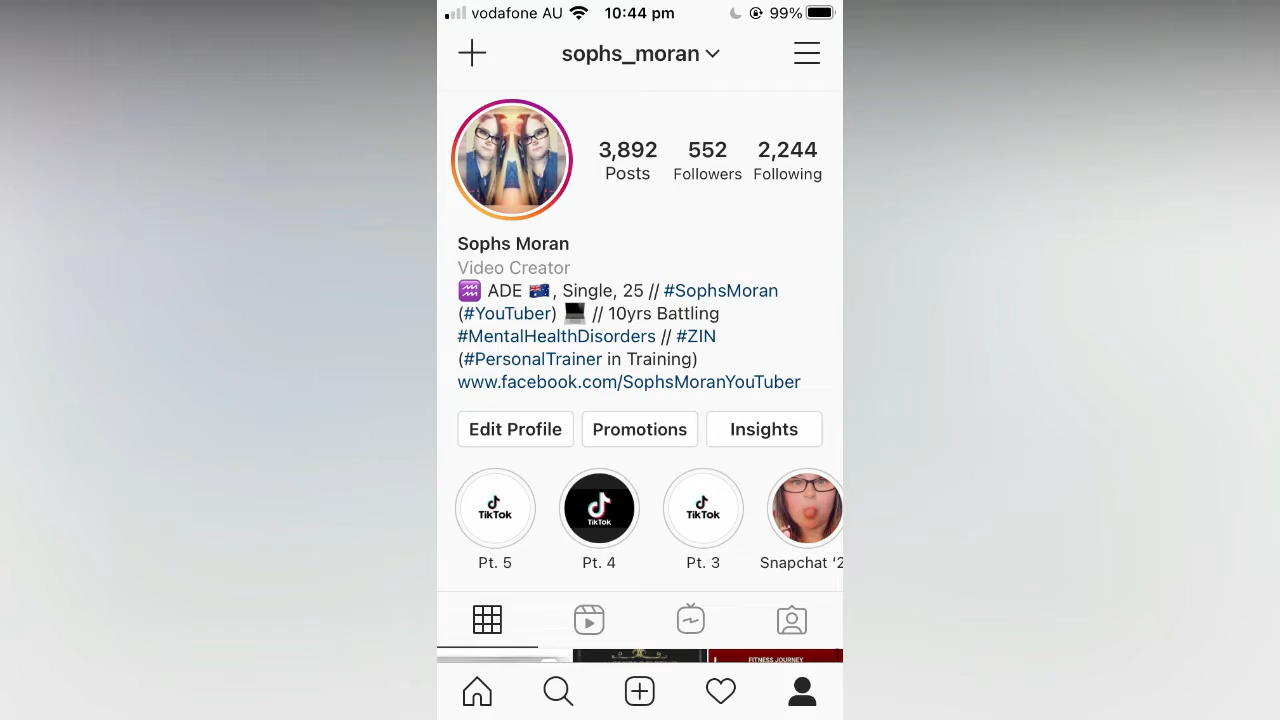 vodafone AU 10:44 pm 99%
sophs_moran
3,892 552 2,244
Posts Followers Following
Sophs Moran
Video Creator
♒ ADE 🇦🇺, Single, 25 // #SophsMoran
(#YouTuber) 💻 // 10yrs Battling
#MentalHealthDisorders // #ZIN
(#PersonalTrainer in Training)
www.facebook.com/SophsMoranYouTuber
Edit Profile Promotions Insights
TikTok TikTok TikTok
Pt. 5 Pt. 4 Pt. 3 Snapchat ‘2
FITNESS JOURNEY